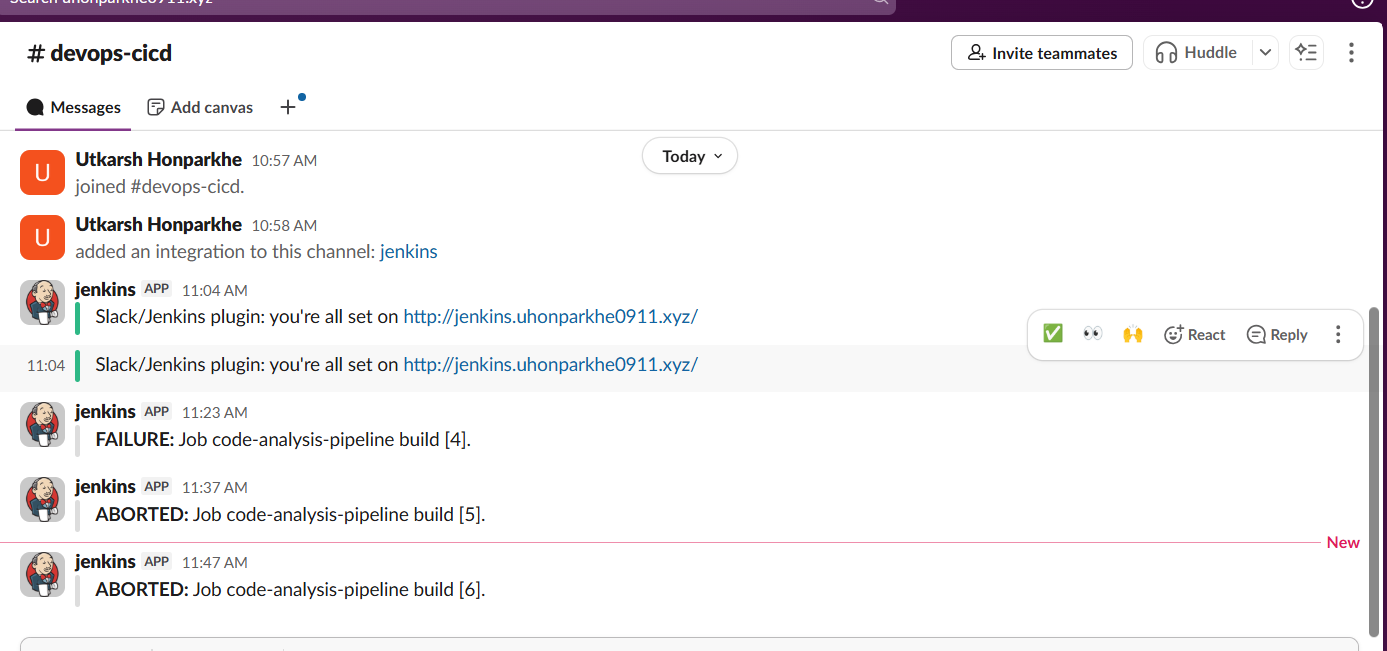 Search uhonparkhe0911.xyz
# devops-cicd
Invite teammates
Huddle
Messages
Add canvas
Today
U
Utkarsh Honparkhe 10:57 AM
joined #devops-cicd.
U
Utkarsh Honparkhe 10:58 AM
added an integration to this channel: jenkins
jenkins APP 11:04 AM
Slack/Jenkins plugin: you're all set on http://jenkins.uhonparkhe0911.xyz/
React
Reply
11:04 Slack/Jenkins plugin: you're all set on http://jenkins.uhonparkhe0911.xyz/
jenkins APP 11:23 AM
FAILURE: Job code-analysis-pipeline build [4].
jenkins APP 11:37 AM
ABORTED: Job code-analysis-pipeline build [5].
New
jenkins APP 11:47 AM
ABORTED: Job code-analysis-pipeline build [6].